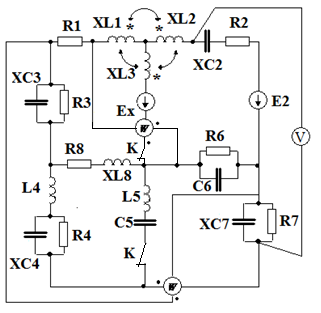 R1 XL1 XL2 R2
* *
XL3 * XC2
XC3 R3 Ex E2
W V
R8 K R6
XL8 C6
L4 L5
C5 XC7 R7
XC4 R4 K
W